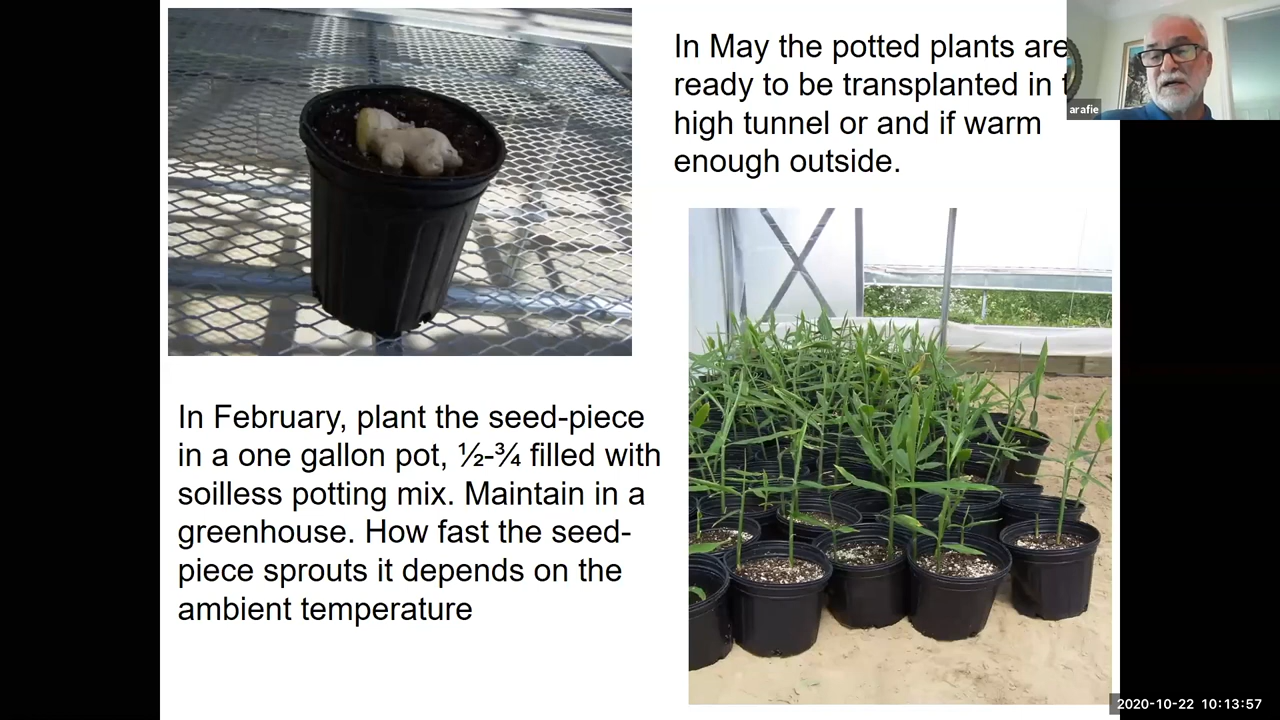 In May the potted plants are
ready to be transplanted in
high tunnel or and if warm
enough outside.
arafie
In February, plant the seed-piece
in a one gallon pot, ½-¾ filled with
soilless potting mix. Maintain in a
greenhouse. How fast the seed-
piece sprouts it depends on the
ambient temperature
2020-10-22 10:13:57